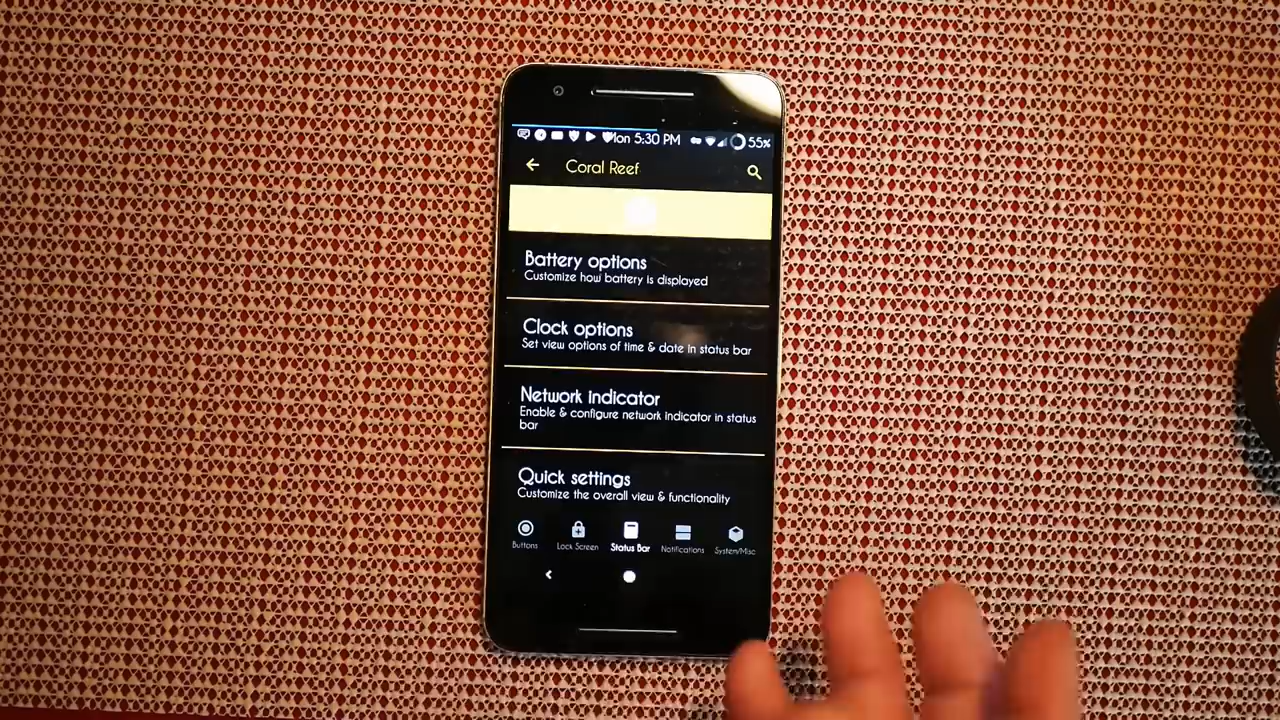 Mon 5:30 PM 55%
Coral Reef
Battery options
Customize how battery is displayed
Clock options
Set view options of time & date in status bar
Network indicator
Enable & configure network indicator in status
bar
Quick settings
Customize the overall view & functionality
Buttons Lock Screen Status Bar Notifications System/Misc